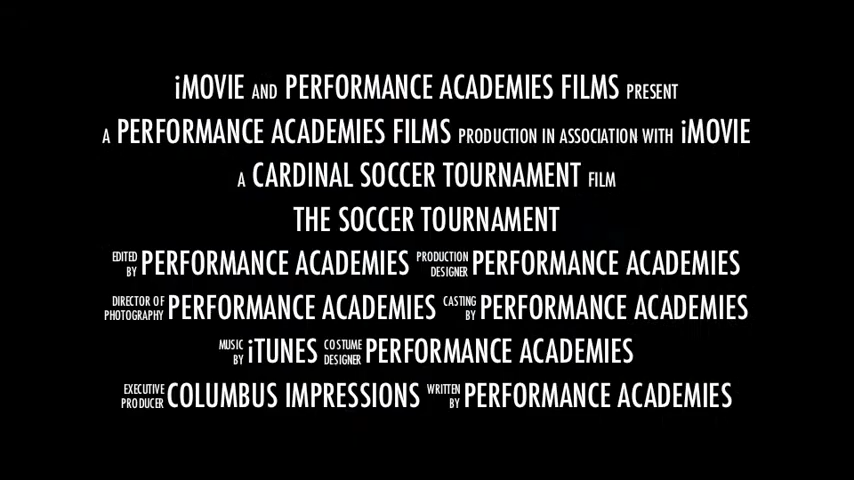 iMOVIE AND PERFORMANCE ACADEMIES FILMS PRESENT
A PERFORMANCE ACADEMIES FILMS PRODUCTION IN ASSOCIATION WITH iMOVIE
A CARDINAL SOCCER TOURNAMENT FILM
THE SOCCER TOURNAMENT
EDITED BY PERFORMANCE ACADEMIES PRODUCTION DESIGNER PERFORMANCE ACADEMIES
DIRECTOR OF PHOTOGRAPHY PERFORMANCE ACADEMIES CASTING BY PERFORMANCE ACADEMIES
MUSIC BY iTUNES COSTUME DESIGNER PERFORMANCE ACADEMIES
EXECUTIVE PRODUCER COLUMBUS IMPRESSIONS WRITTEN BY PERFORMANCE ACADEMIES